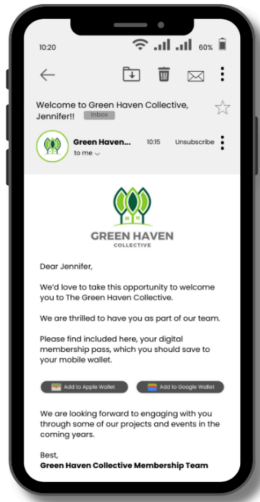 10:20
60%
Welcome to Green Haven Collective,
Jennifer!! Inbox
Green Haven... 10:15 Unsubscribe
to me
GREEN HAVEN
COLLECTIVE
Dear Jennifer,
We'd love to take this opportunity to welcome
you to The Green Haven Collective.
We are thrilled to have you as part of our team.
Please find included here, your digital
membership pass, which you should save to
your mobile wallet.
Add to Apple Wallet Add to Google Wallet
We are looking forward to engaging with you
through some of our projects and events in the
coming years.
Best,
Green Haven Collective Membership Team